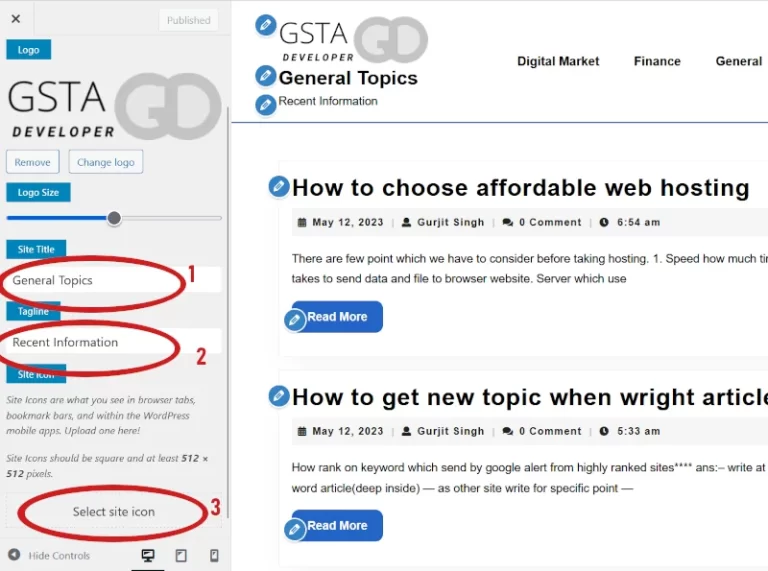 Published
Logo
GSTA GD
DEVELOPER
Remove
Change logo
Logo Size
Site Title
General Topics
1
Tagline
Recent Information
2
Site Icon
Site Icons are what you see in browser tabs,
bookmark bars, and within the WordPress
mobile apps. Upload one here!
Site Icons should be square and at least 512 ×
512 pixels.
Select site icon
3
Hide Controls
GSTA GD
DEVELOPER
General Topics
Recent Information
Digital Market
Finance
General
How to choose affordable web hosting
May 12, 2023 | Gurjit Singh | 0 Comment | 6:54 am
There are few point which we have to consider before taking hosting. 1. Speed how much
takes to send data and file to browser website. Server which use
Read More
How to get new topic when wright article
May 12, 2023 | Gurjit Singh | 0 Comment | 5:33 am
How rank on keyword which send by google alert from highly ranked sites**** ans:– write at
word article(deep inside) — as other site write for specific point —
Read More